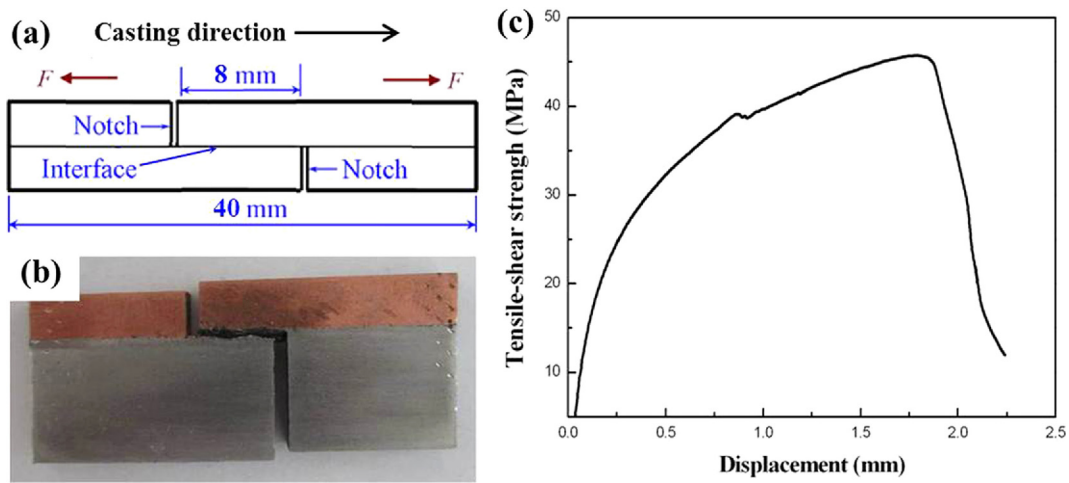 (a)
Casting direction
F
8 mm
F
Notch
Interface
Notch
40 mm
(b)
(c)
Tensile-shear strengh (MPa)
50
40
30
20
10
0.0
0.5
1.0
1.5
2.0
2.5
Displacement (mm)